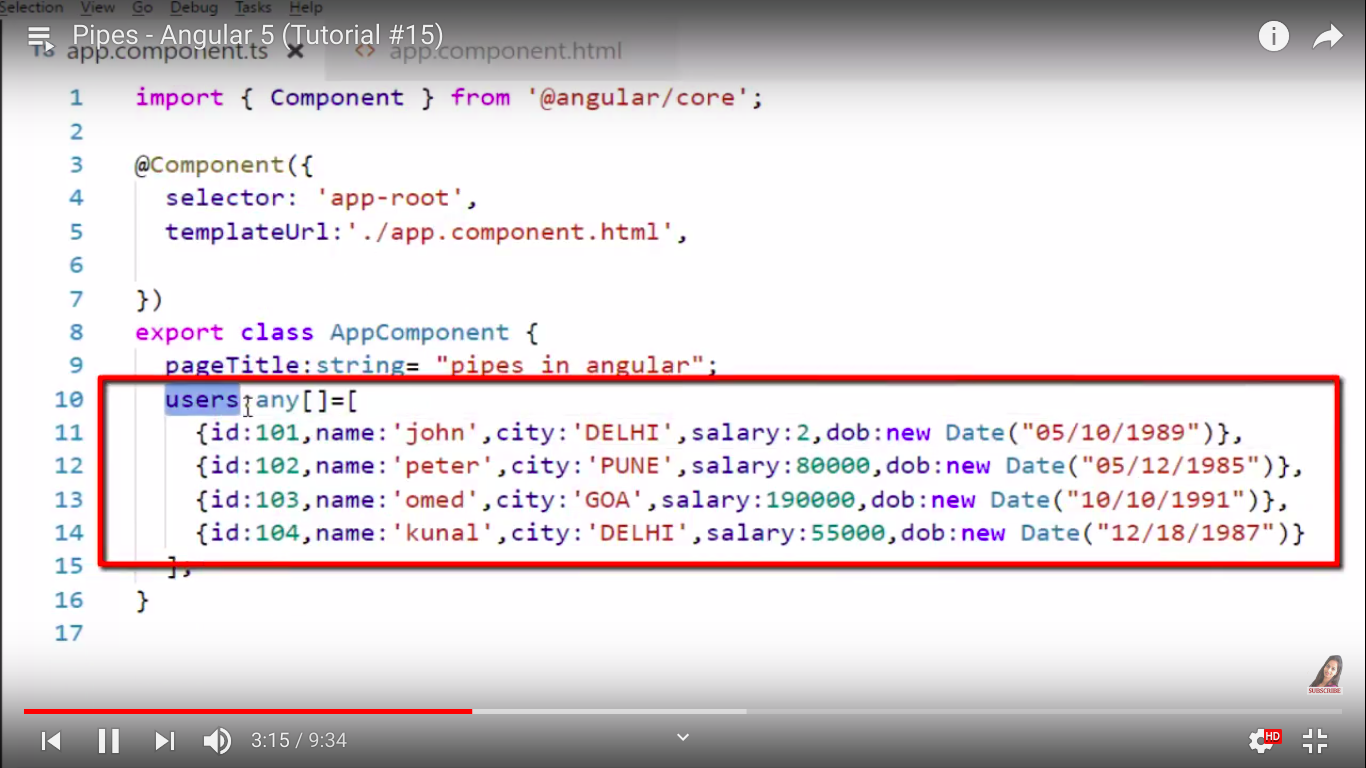 Selection View Go Debug Tasks Help
Pipes - Angular 5 (Tutorial #15)
TS app.component.ts × <> app.component.html
1 import { Component } from '@angular/core';
2
3 @Component({
4 selector: 'app-root',
5 templateUrl:'./app.component.html',
6
7 })
8 export class AppComponent {
9 pageTitle:string= "pipes in angular";
10 users:any[]=[
11 {id:101,name:'john',city:'DELHI',salary:2,dob:new Date("05/10/1989")},
12 {id:102,name:'peter',city:'PUNE',salary:80000,dob:new Date("05/12/1985")},
13 {id:103,name:'omed',city:'GOA',salary:190000,dob:new Date("10/10/1991")},
14 {id:104,name:'kunal',city:'DELHI',salary:55000,dob:new Date("12/18/1987")}
15 ];
16 }
17
SUBSCRIBE
3:15 / 9:34
HD